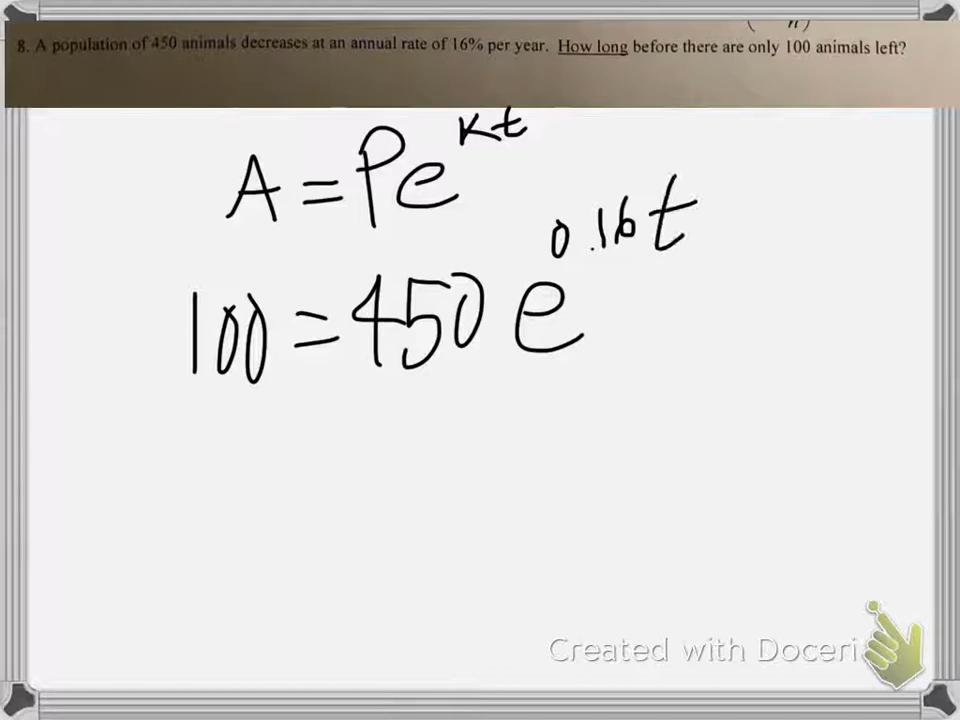 n)
8. A population of 450 animals decreases at an annual rate of 16% per year. How long before there are only 100 animals left?
A = Pe^kt
100 = 450 e^0.16t
Created with Doceri